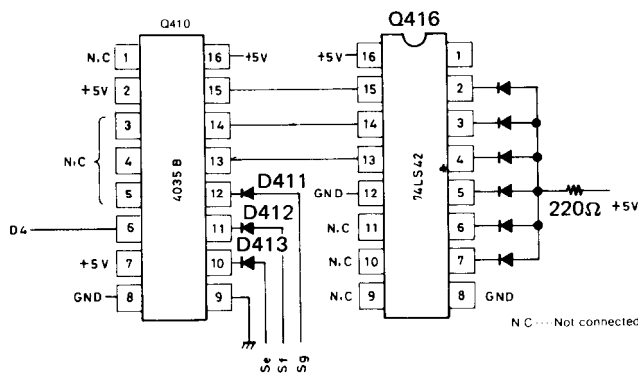 Q410
Q416
N.C 1 16 +5V
+5V 2 15
3 14
N.C 4 13
5 12 D411
D4 6 11 D412
+5V 7 10 D413
GND 8 9
4035B
Se Sf Sg
+5V 16 1
15 2
14 3
13 4
GND 12 5
N.C 11 6
N.C 10 7
N.C 9 8 GND
74LS42
220Ω +5V
N C ···· Not connected